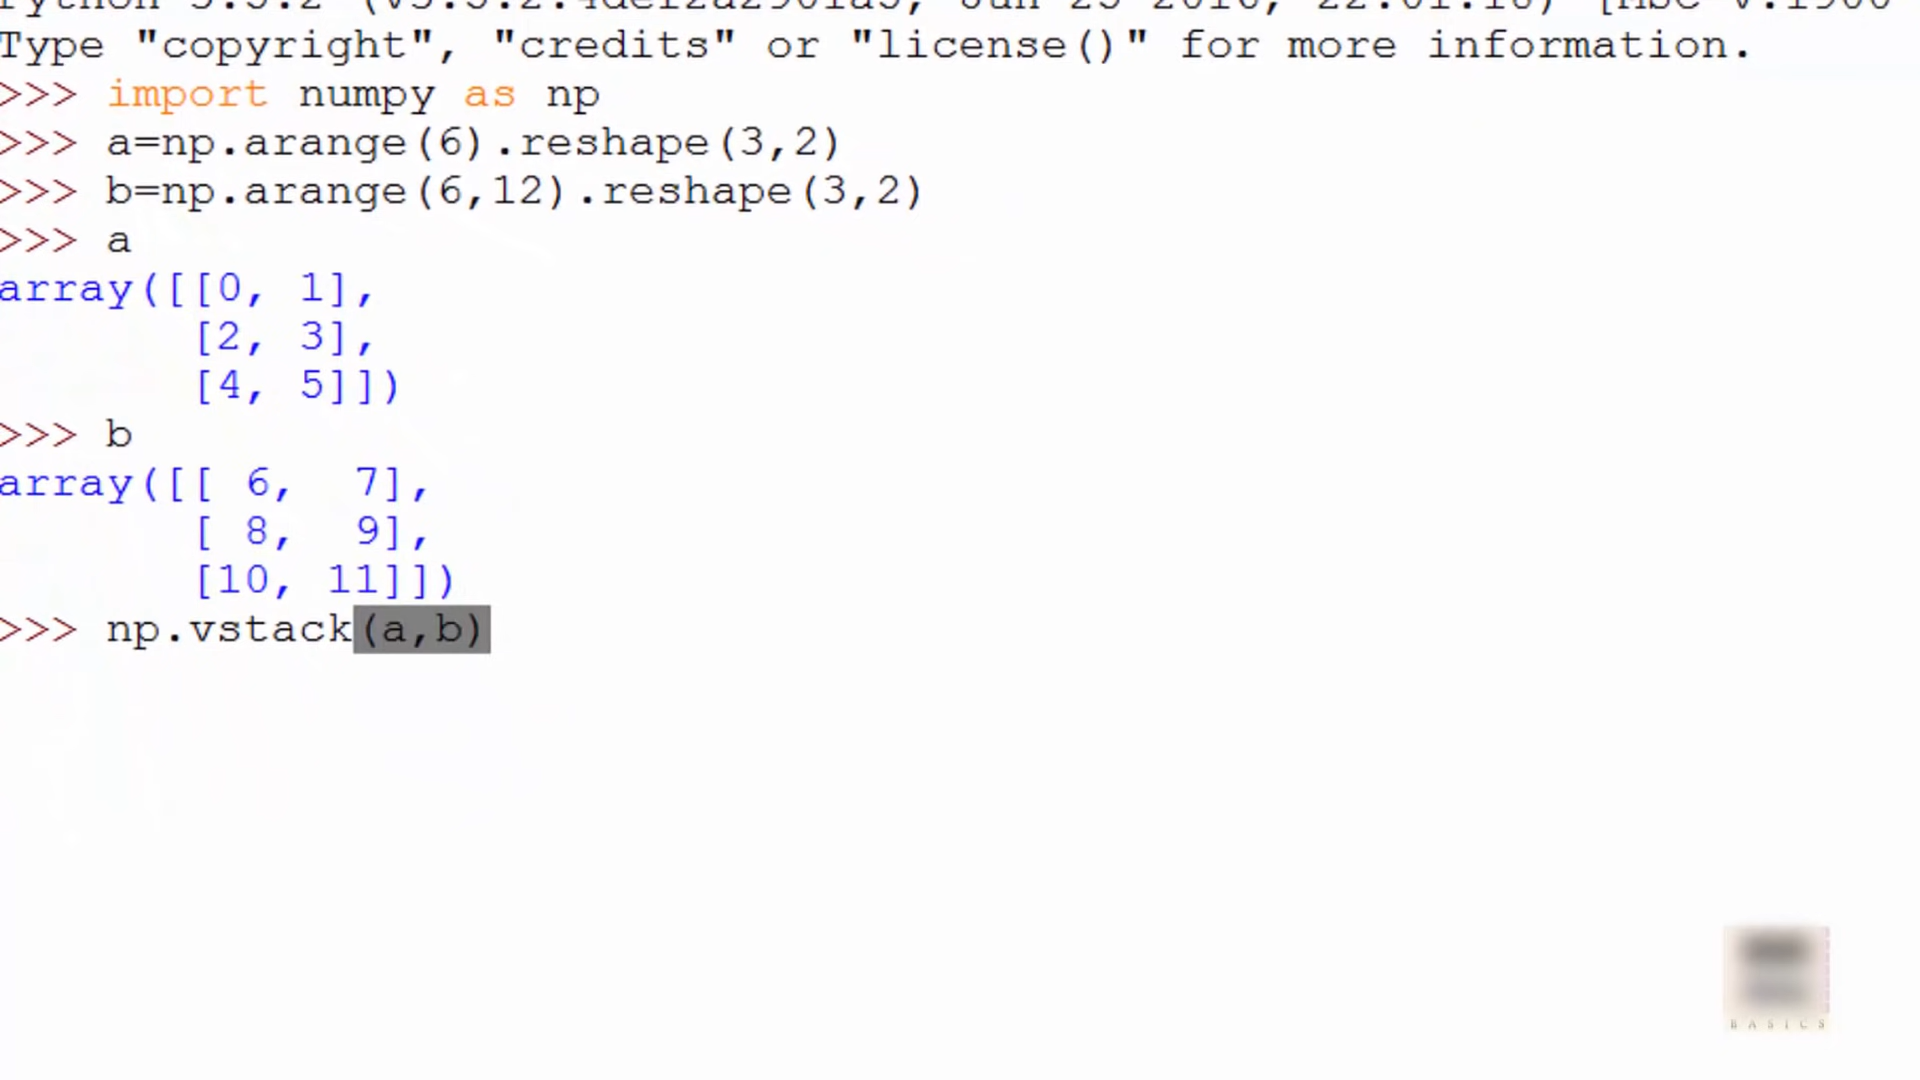 Type "copyright", "credits" or "license()" for more information.
>>> import numpy as np
>>> a=np.arange(6).reshape(3,2)
>>> b=np.arange(6,12).reshape(3,2)
>>> a
array([[0, 1],
       [2, 3],
       [4, 5]])
>>> b
array([[ 6,  7],
       [ 8,  9],
       [10, 11]])
>>> np.vstack(a,b)
BASICS